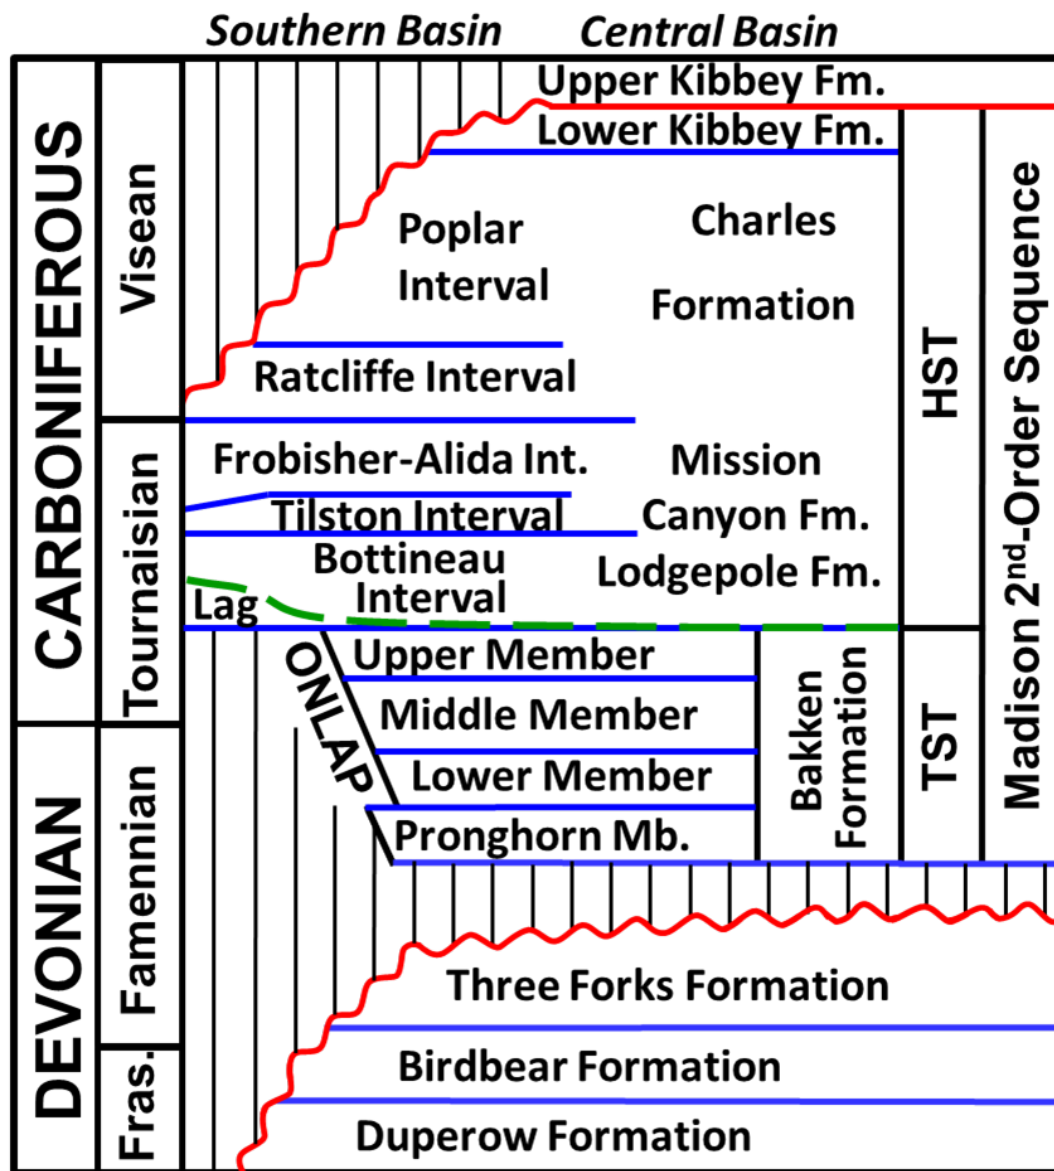 Southern Basin
Central Basin
CARBONIFEROUS
DEVONIAN
Visean
Tournaisian
Famennian
Fras.
Upper Kibbey Fm.
Lower Kibbey Fm.
Poplar
Interval
Charles
Formation
Ratcliffe Interval
Frobisher-Alida Int.
Mission
Canyon Fm.
Tilston Interval
Bottineau
Interval
Lodgepole Fm.
Lag
ONLAP
Upper Member
Middle Member
Lower Member
Pronghorn Mb.
Bakken
Formation
HST
TST
Madison 2nd-Order Sequence
Three Forks Formation
Birdbear Formation
Duperow Formation